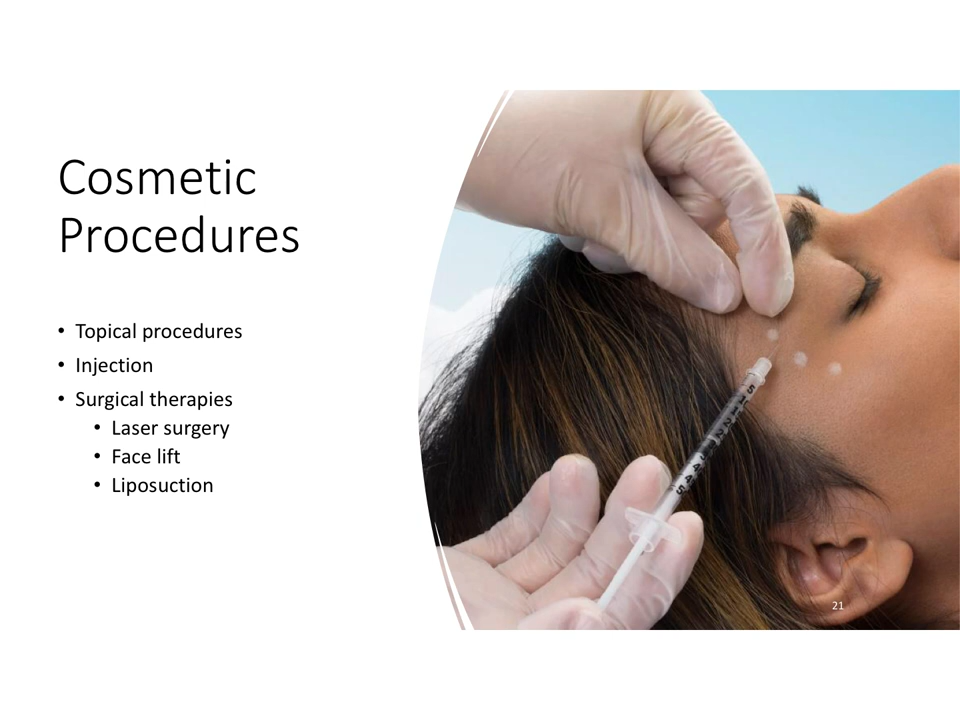 Cosmetic
Procedures
• Topical procedures
• Injection
• Surgical therapies
• Laser surgery
• Face lift
• Liposuction
21